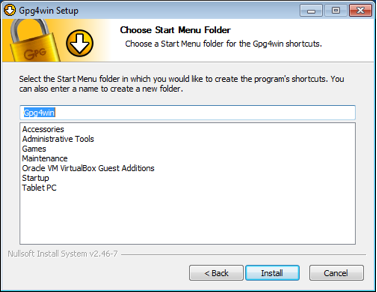 Gpg4win Setup
GPG
Choose Start Menu Folder
Choose a Start Menu folder for the Gpg4win shortcuts.
Select the Start Menu folder in which you would like to create the program's shortcuts. You
can also enter a name to create a new folder.
Gpg4win
Accessories
Administrative Tools
Games
Maintenance
Oracle VM VirtualBox Guest Additions
Startup
Tablet PC
Nullsoft Install System v2.46-7
< Back
Install
Cancel